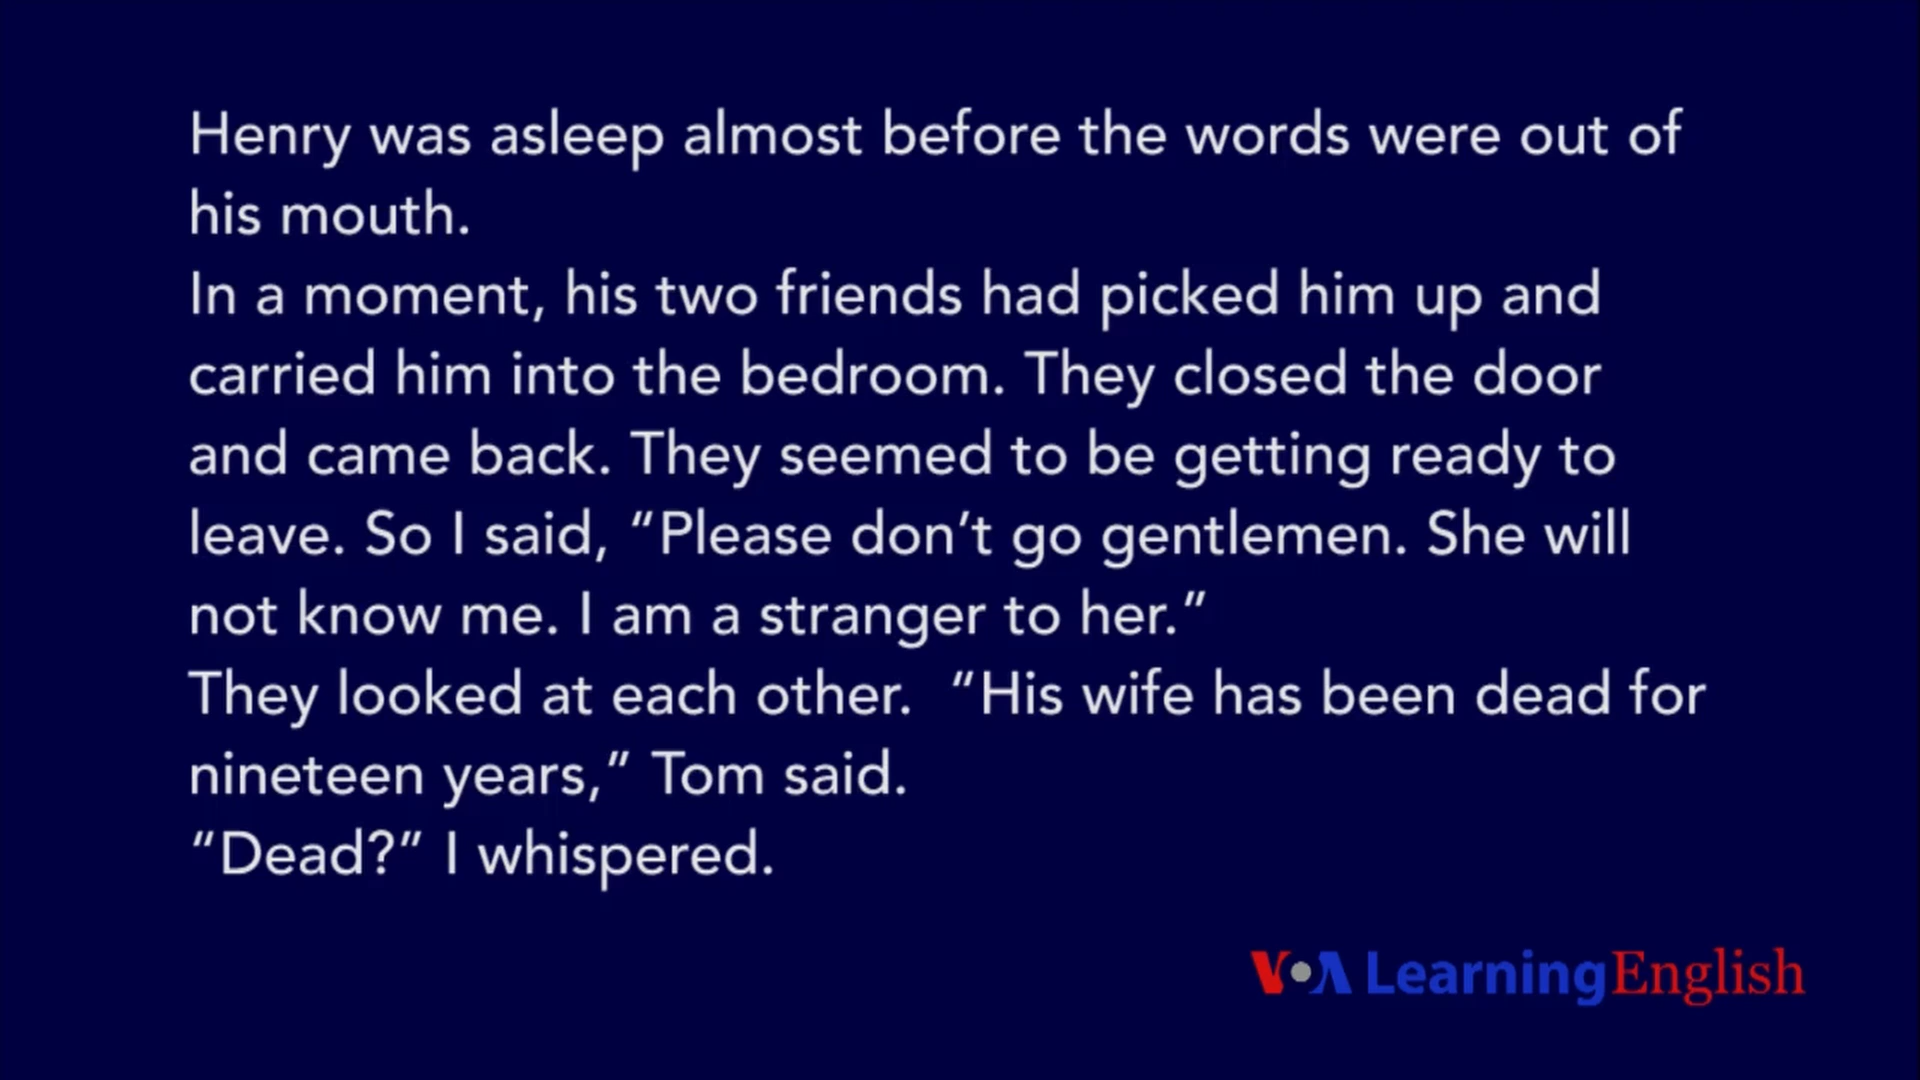 Henry was asleep almost before the words were out of
his mouth.
In a moment, his two friends had picked him up and
carried him into the bedroom. They closed the door
and came back. They seemed to be getting ready to
leave. So I said, “Please don’t go gentlemen. She will
not know me. I am a stranger to her.”
They looked at each other.  “His wife has been dead for
nineteen years,” Tom said.
“Dead?” I whispered.
VOA Learning English